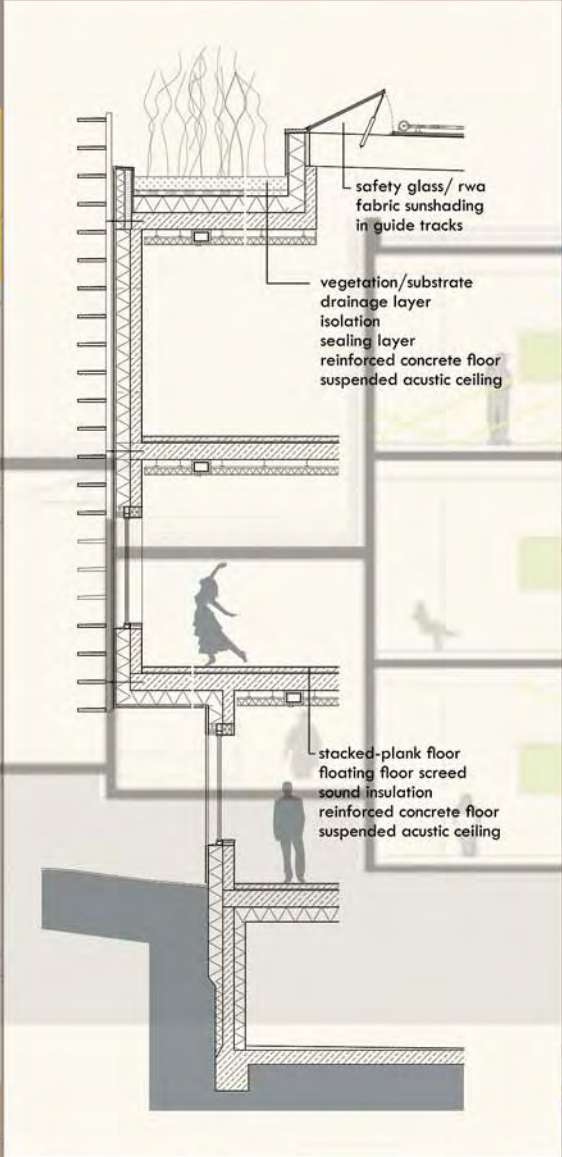 safety glass/ rwa
fabric sunshading
in guide tracks
vegetation/substrate
drainage layer
isolation
sealing layer
reinforced concrete floor
suspended acustic ceiling
stacked-plank floor
floating floor screed
sound insulation
reinforced concrete floor
suspended acustic ceiling